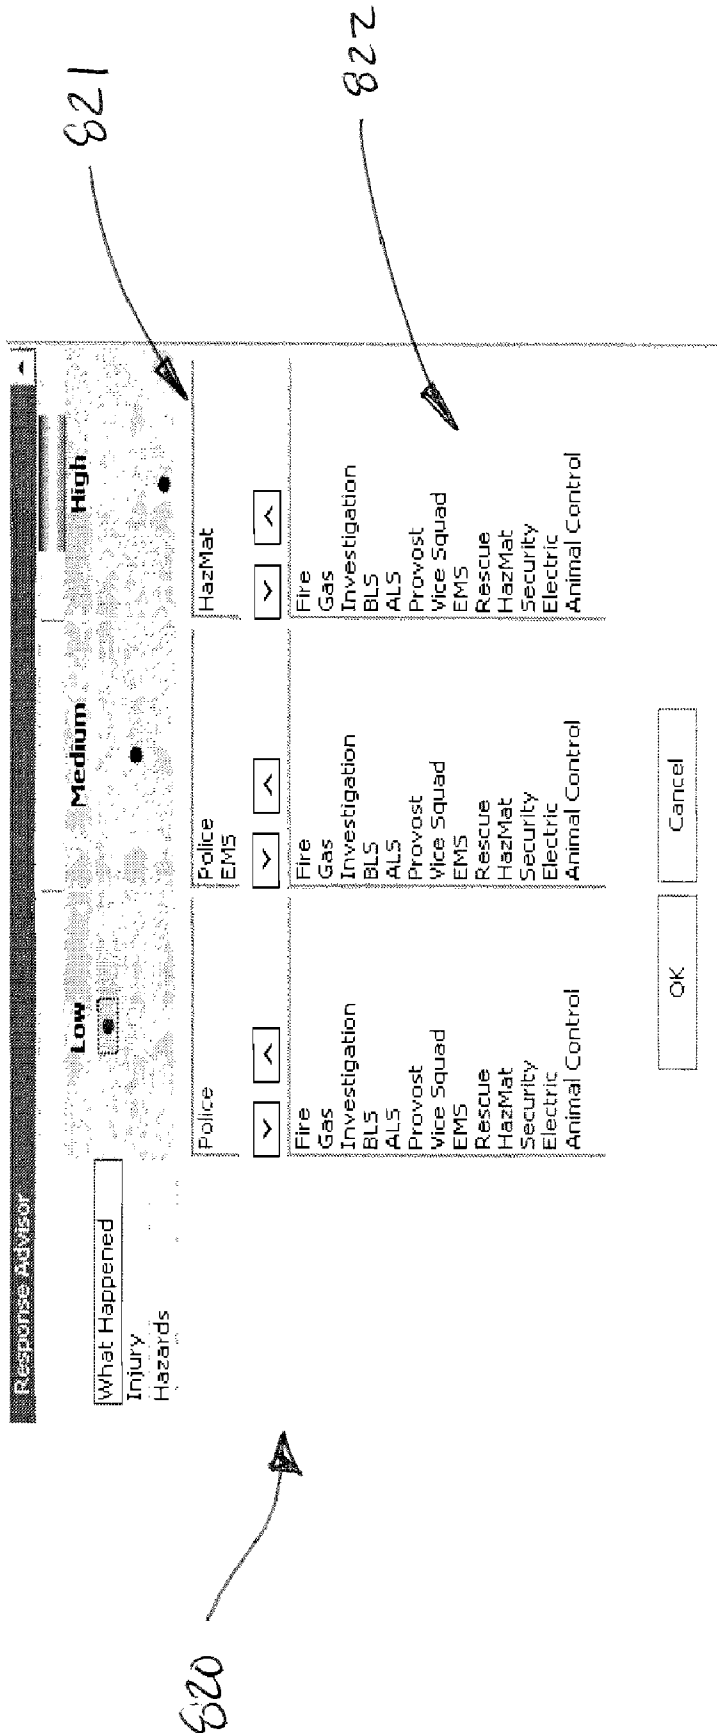 Response Advisor
Low Medium High
What Happened
Injury
Hazards
Police
Police
EMS
HazMat
Fire
Gas
Investigation
BLS
ALS
Provost
Vice Squad
EMS
Rescue
HazMat
Security
Electric
Animal Control
Fire
Gas
Investigation
BLS
ALS
Provost
Vice Squad
EMS
Rescue
HazMat
Security
Electric
Animal Control
Fire
Gas
Investigation
BLS
ALS
Provost
Vice Squad
EMS
Rescue
HazMat
Security
Electric
Animal Control
OK
Cancel
820
821
822